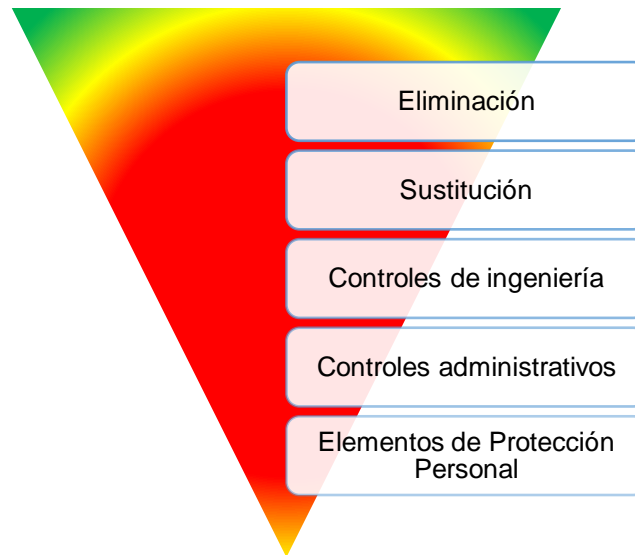 Eliminación
Sustitución
Controles de ingeniería
Controles administrativos
Elementos de Protección
Personal